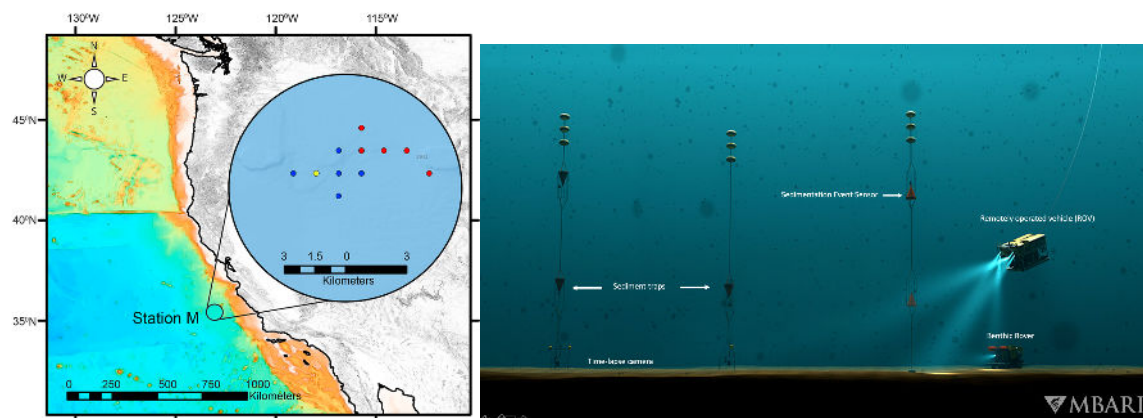 130°W 125°W 120°W 115°W
N
W E
S
45°N
40°N
35°N
3 1.5 0 3
Kilometers
Station M
0 250 500 750 1000
Kilometers
Sedimentation Event Sensor
Remotely operated vehicle (ROV)
Sediment traps
Benthic Rover
Time-lapse camera
MBARI